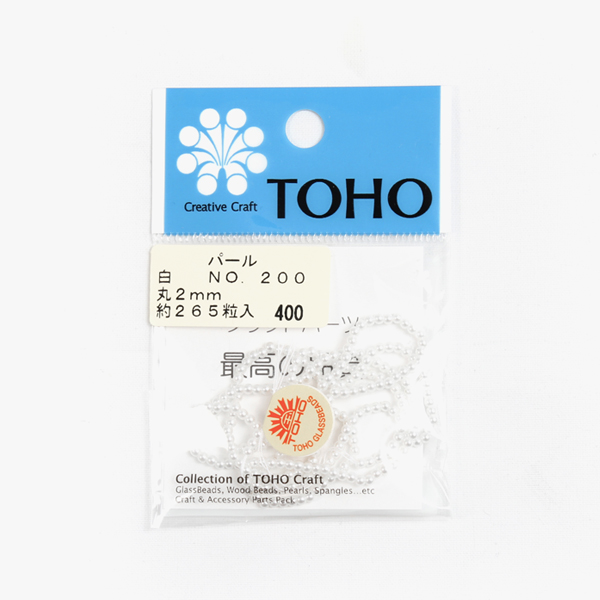 Creative Craft
TOHO
パール
白 NO. 200
丸2mm
約265粒入 400
最高の
TOHO
TOHO GLASSBEADS
Collection of TOHO Craft
GlassBeads, Wood Beads, Pearls, Spangles...etc
Craft & Accessory Parts Pack